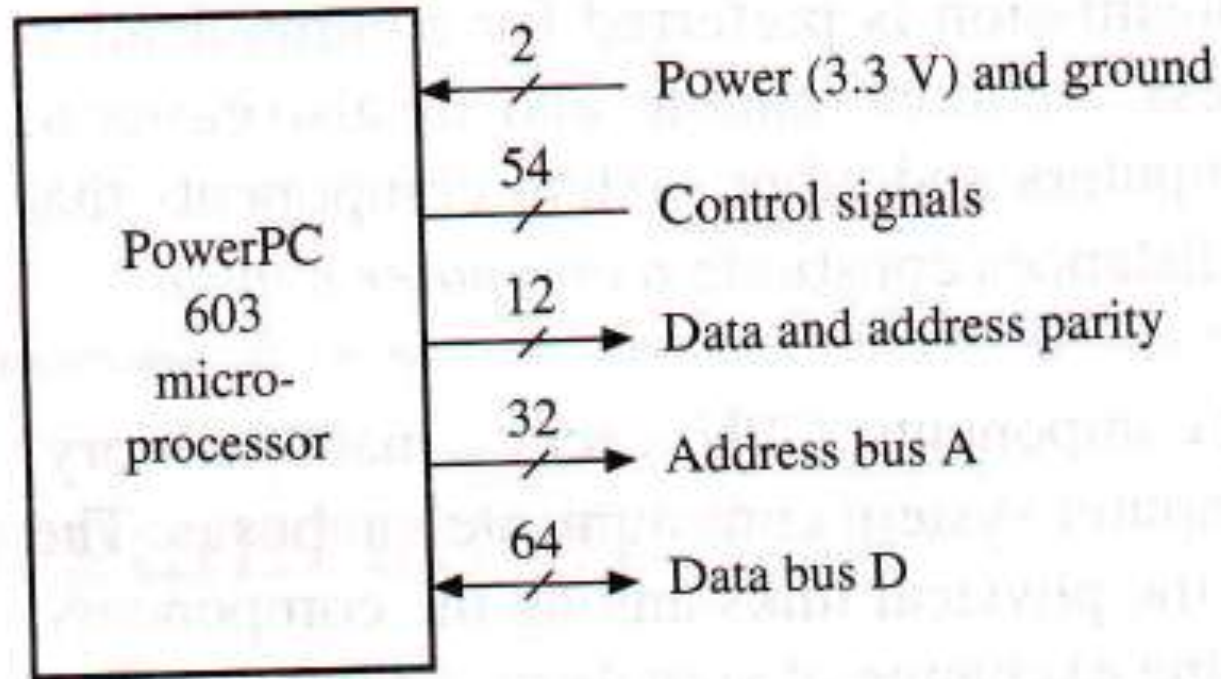 PowerPC
603
micro-
processor
2
Power (3.3 V) and ground
54
Control signals
12
Data and address parity
32
Address bus A
64
Data bus D